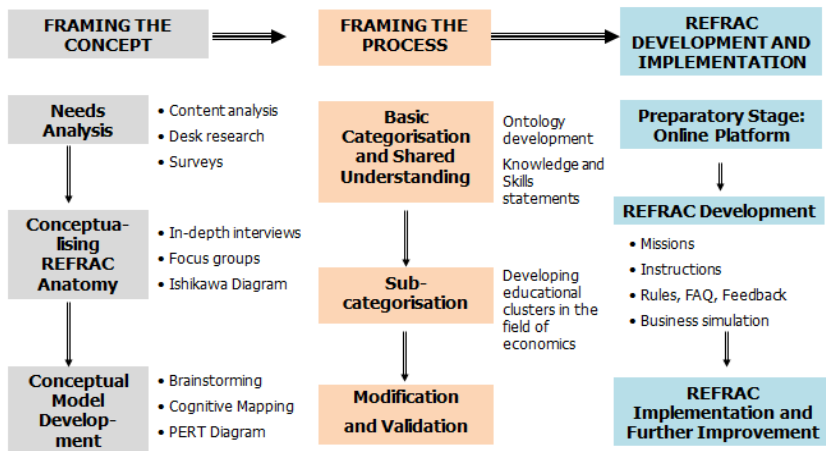 FRAMING THE
CONCEPT
FRAMING THE
PROCESS
REFRAC
DEVELOPMENT AND
IMPLEMENTATION
Needs
Analysis
• Content analysis
• Desk research
• Surveys
Conceptua-
lising
REFRAC
Anatomy
• In-depth interviews
• Focus groups
• Ishikawa Diagram
Conceptual
Model
Develop-
ment
• Brainstorming
• Cognitive Mapping
• PERT Diagram
Basic
Categorisation
and Shared
Understanding
Ontology
development
Knowledge and
Skills
statements
Sub-
categorisation
Developing
educational
clusters in the
field of
economics
Modification
and Validation
Preparatory Stage:
Online Platform
REFRAC Development
• Missions
• Instructions
• Rules, FAQ, Feedback
• Business simulation
REFRAC
Implementation and
Further Improvement